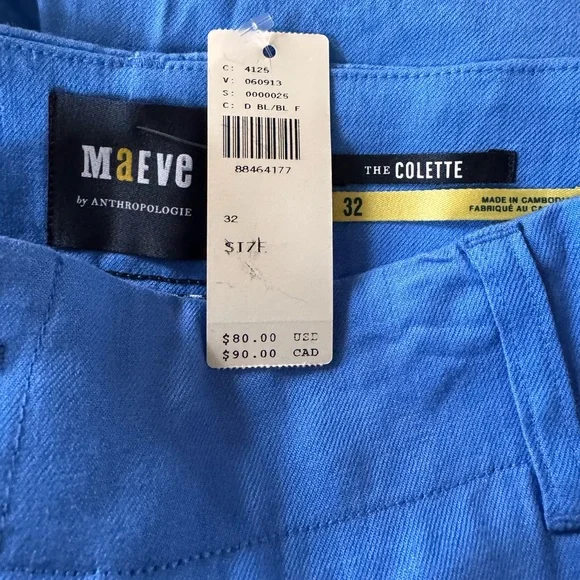 C: 4125
V: 060913
S: 0000025
C: D BL/BL F
88464177
32
SIZE
$80.00 USD
$90.00 CAD
MaEVe
by ANTHROPOLOGIE
THE COLETTE
32
MADE IN CAMBOD
FABRIQUÉ AU CA